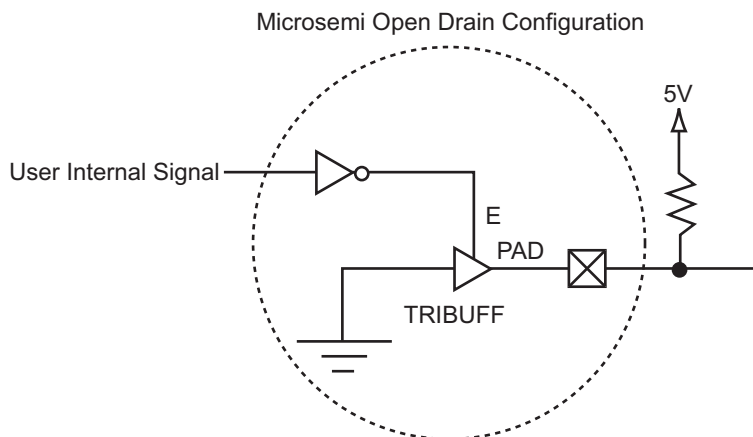 Microsemi Open Drain Configuration
5V
User Internal Signal
E
PAD
TRIBUFF